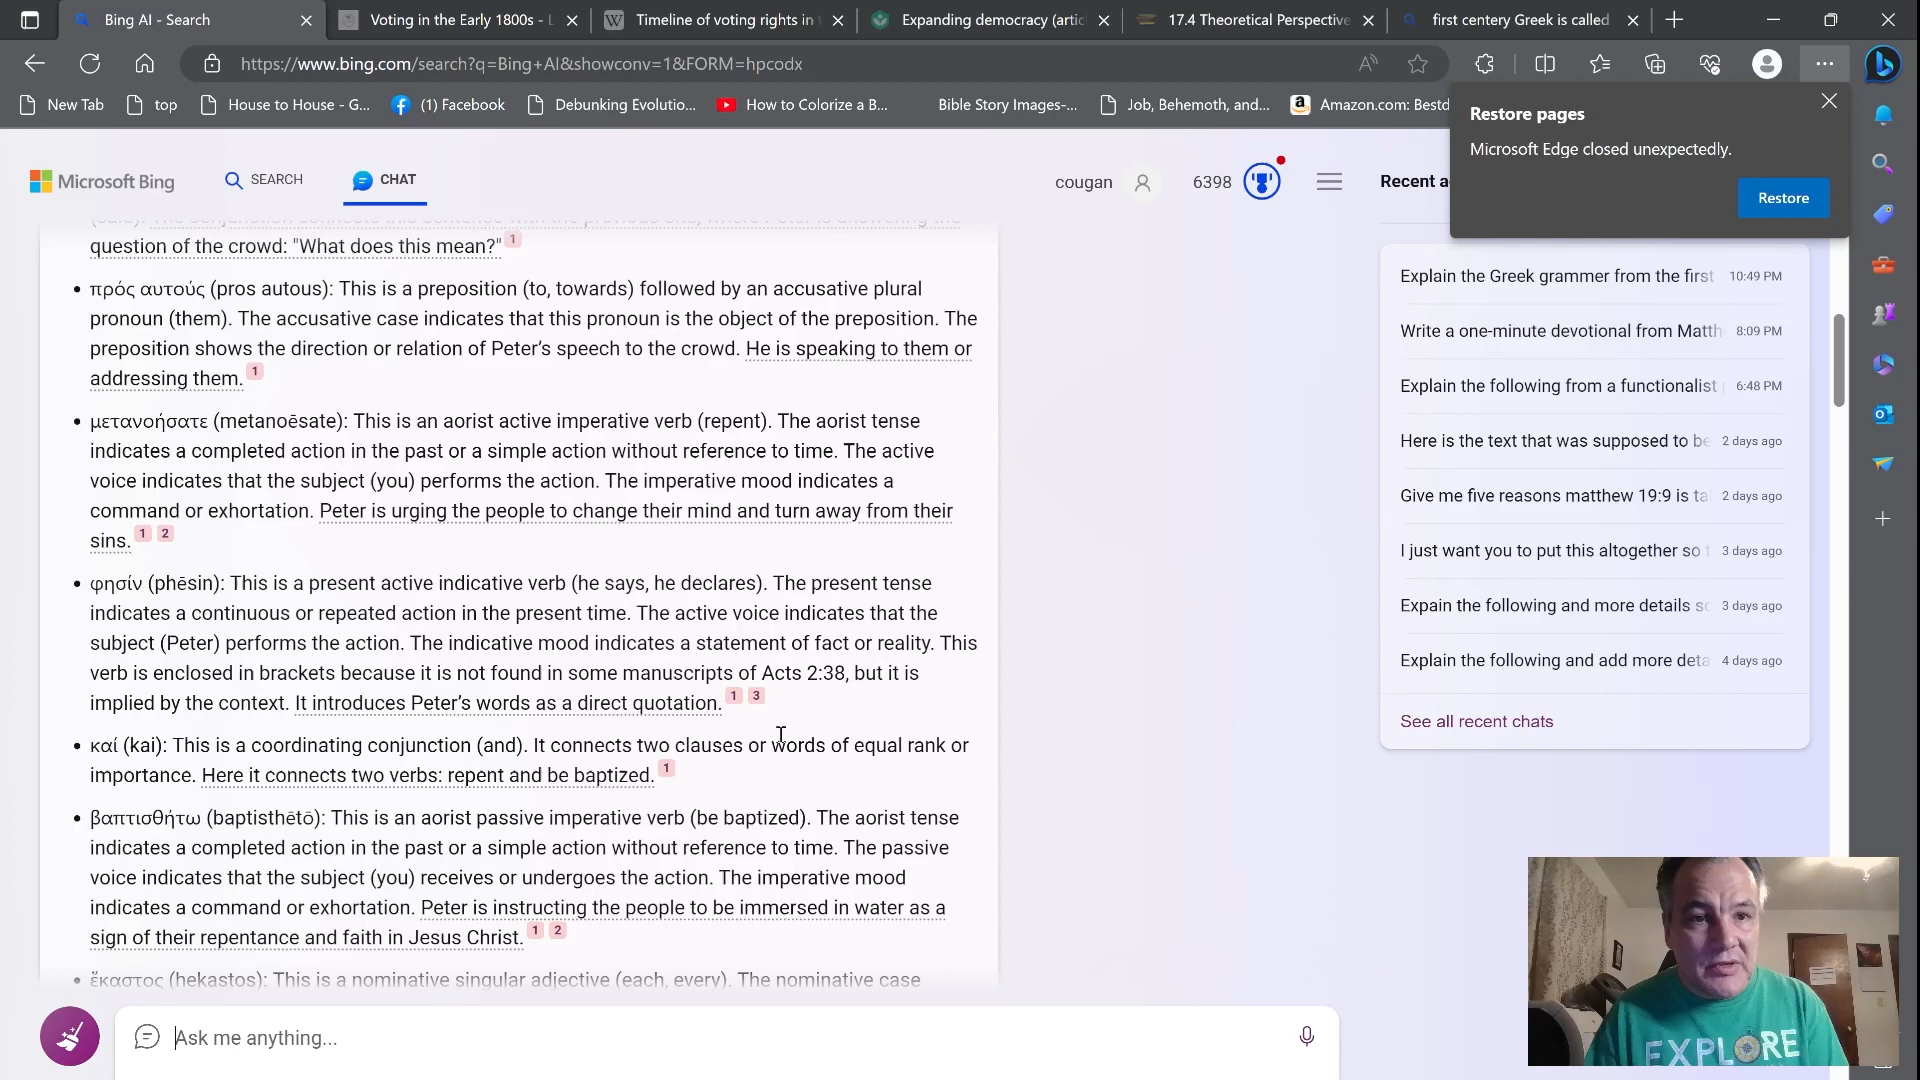 Bing AI - Search
Voting in the Early 1800s - L
Timeline of voting rights in
Expanding democracy (artic
17.4 Theoretical Perspective
first centery Greek is called
https://www.bing.com/search?q=Bing+AI&showconv=1&FORM=hpcodx
New Tab
top
House to House - G...
(1) Facebook
Debunking Evolutio...
How to Colorize a B...
Bible Story Images-...
Job, Behemoth, and...
Amazon.com: Bestd
Restore pages
Microsoft Edge closed unexpectedly.
Restore
Microsoft Bing
SEARCH
CHAT
cougan
6398
Recent a
question of the crowd: "What does this mean?" 1
• πρός αυτούς (pros autous): This is a preposition (to, towards) followed by an accusative plural
pronoun (them). The accusative case indicates that this pronoun is the object of the preposition. The
preposition shows the direction or relation of Peter's speech to the crowd. He is speaking to them or
addressing them. 1
• μετανοήσατε (metanoēsate): This is an aorist active imperative verb (repent). The aorist tense
indicates a completed action in the past or a simple action without reference to time. The active
voice indicates that the subject (you) performs the action. The imperative mood indicates a
command or exhortation. Peter is urging the people to change their mind and turn away from their
sins. 1 2
• φησίν (phēsin): This is a present active indicative verb (he says, he declares). The present tense
indicates a continuous or repeated action in the present time. The active voice indicates that the
subject (Peter) performs the action. The indicative mood indicates a statement of fact or reality. This
verb is enclosed in brackets because it is not found in some manuscripts of Acts 2:38, but it is
implied by the context. It introduces Peter's words as a direct quotation. 1 3
• καί (kai): This is a coordinating conjunction (and). It connects two clauses or words of equal rank or
importance. Here it connects two verbs: repent and be baptized. 1
• βαπτισθήτω (baptisthētō): This is an aorist passive imperative verb (be baptized). The aorist tense
indicates a completed action in the past or a simple action without reference to time. The passive
voice indicates that the subject (you) receives or undergoes the action. The imperative mood
indicates a command or exhortation. Peter is instructing the people to be immersed in water as a
sign of their repentance and faith in Jesus Christ. 1 2
• ἕκαστος (hekastos): This is a nominative singular adjective (each, every). The nominative case
Explain the Greek grammer from the first 10:49 PM
Write a one-minute devotional from Matth 8:09 PM
Explain the following from a functionalist 6:48 PM
Here is the text that was supposed to be 2 days ago
Give me five reasons matthew 19:9 is ta 2 days ago
I just want you to put this altogether so t 3 days ago
Expain the following and more details so 3 days ago
Explain the following and add more deta 4 days ago
See all recent chats
Ask me anything...
EXPLORE